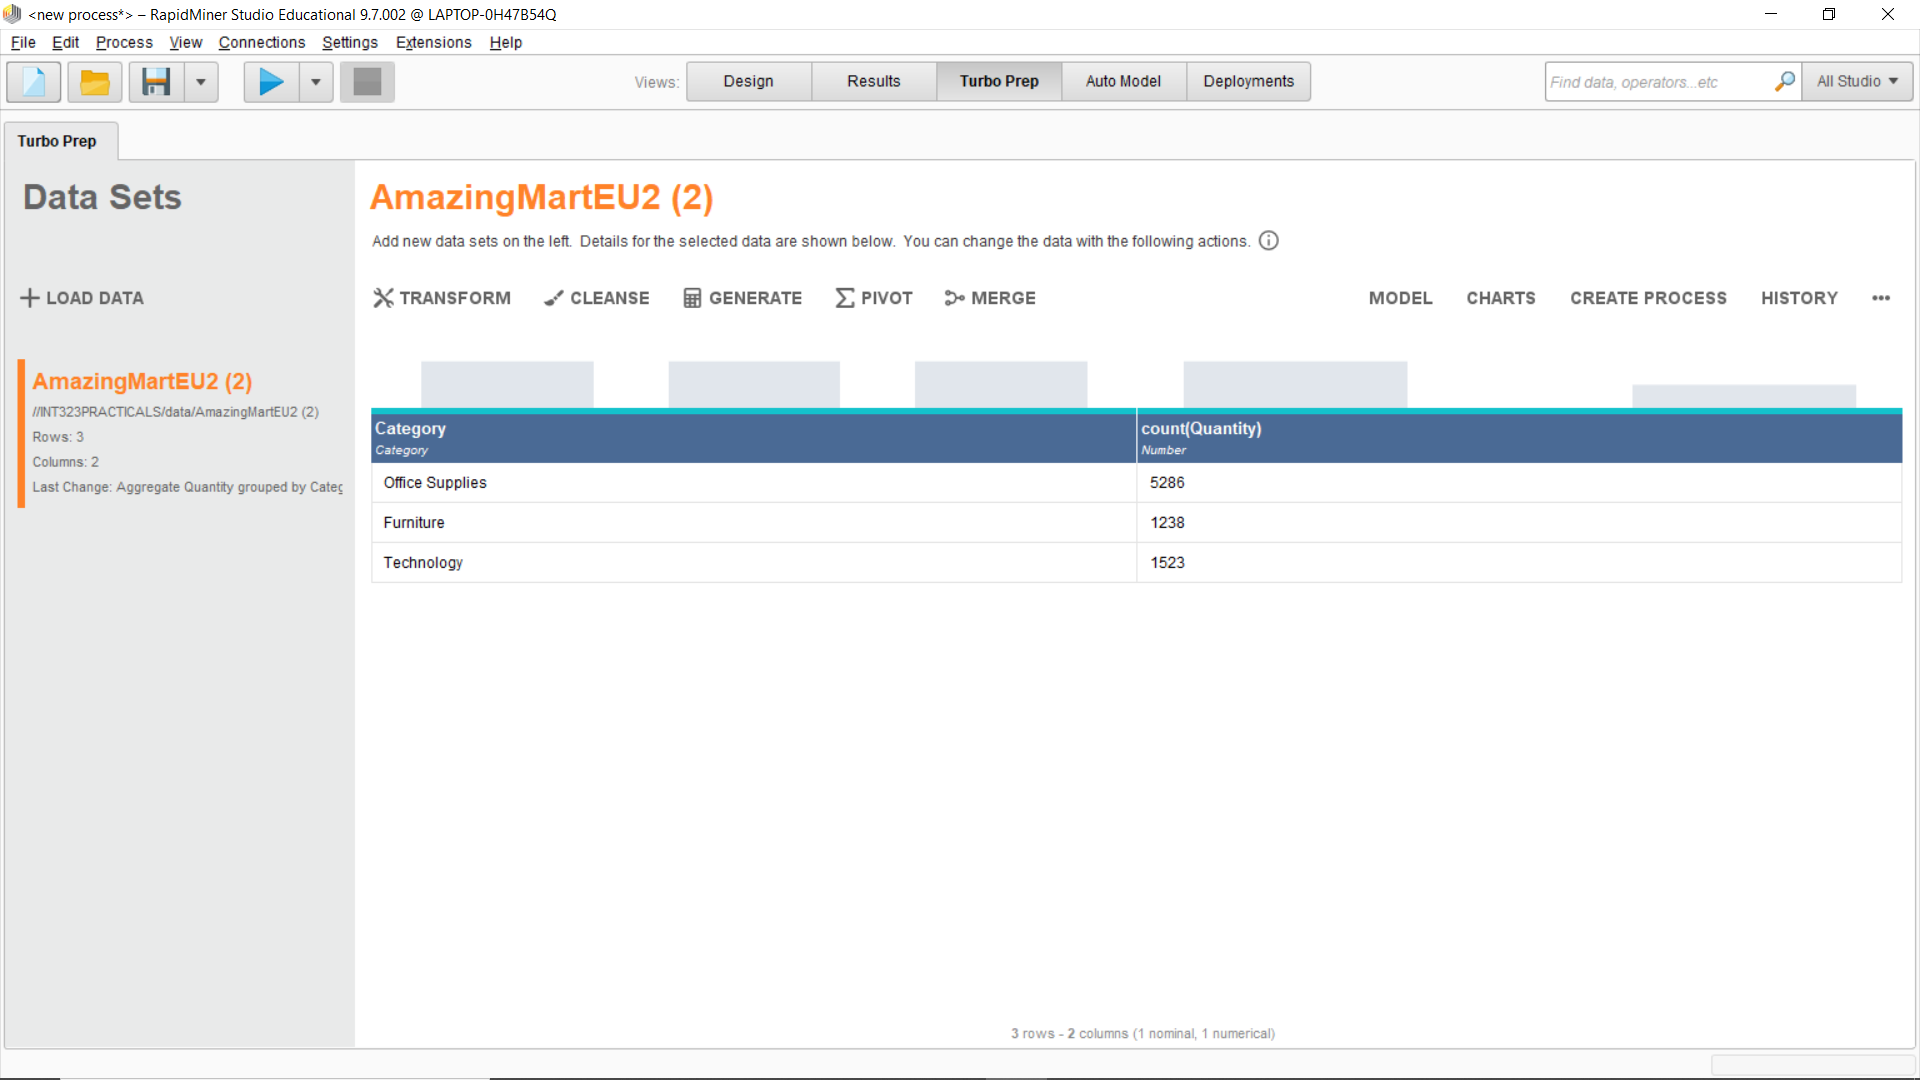 <new process*> – RapidMiner Studio Educational 9.7.002 @ LAPTOP-0H47B54Q
File Edit Process View Connections Settings Extensions Help
Views: Design Results Turbo Prep Auto Model Deployments Find data, operators...etc All Studio
Turbo Prep
Data Sets
AmazingMartEU2 (2)
Add new data sets on the left. Details for the selected data are shown below. You can change the data with the following actions.
LOAD DATA
TRANSFORM CLEANSE GENERATE PIVOT MERGE MODEL CHARTS CREATE PROCESS HISTORY
AmazingMartEU2 (2)
//INT323PRACTICALS/data/AmazingMartEU2 (2)
Rows: 3
Columns: 2
Last Change: Aggregate Quantity grouped by Categ
Category count(Quantity)
Category Number
Office Supplies 5286
Furniture 1238
Technology 1523
3 rows - 2 columns (1 nominal, 1 numerical)